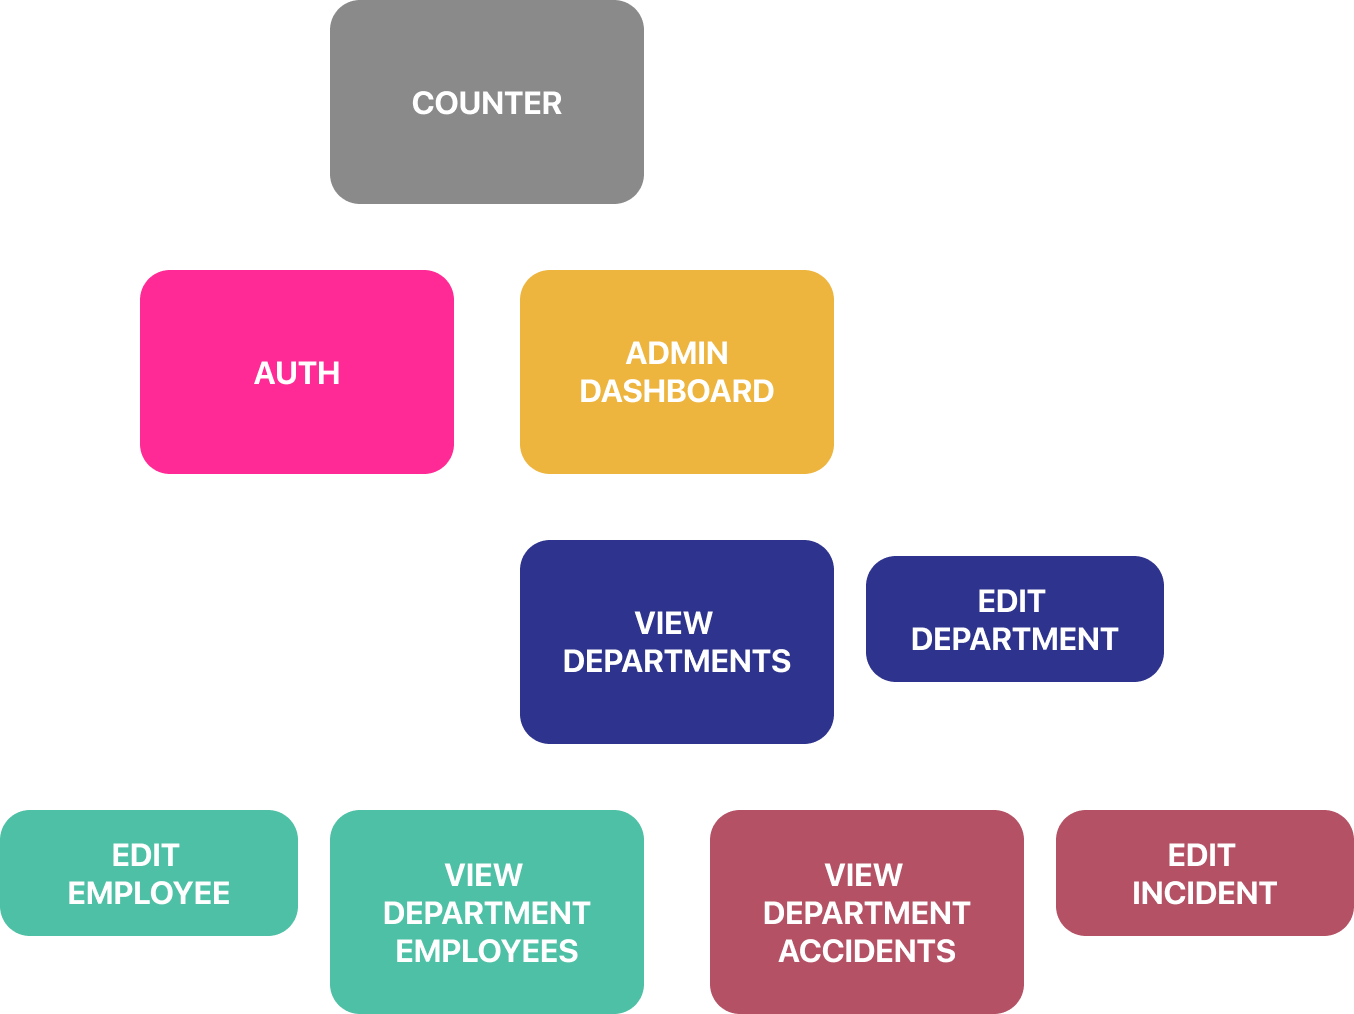 COUNTER
AUTH
ADMIN
DASHBOARD
VIEW
DEPARTMENTS
EDIT
DEPARTMENT
EDIT
EMPLOYEE
VIEW
DEPARTMENT
EMPLOYEES
VIEW
DEPARTMENT
ACCIDENTS
EDIT
INCIDENT